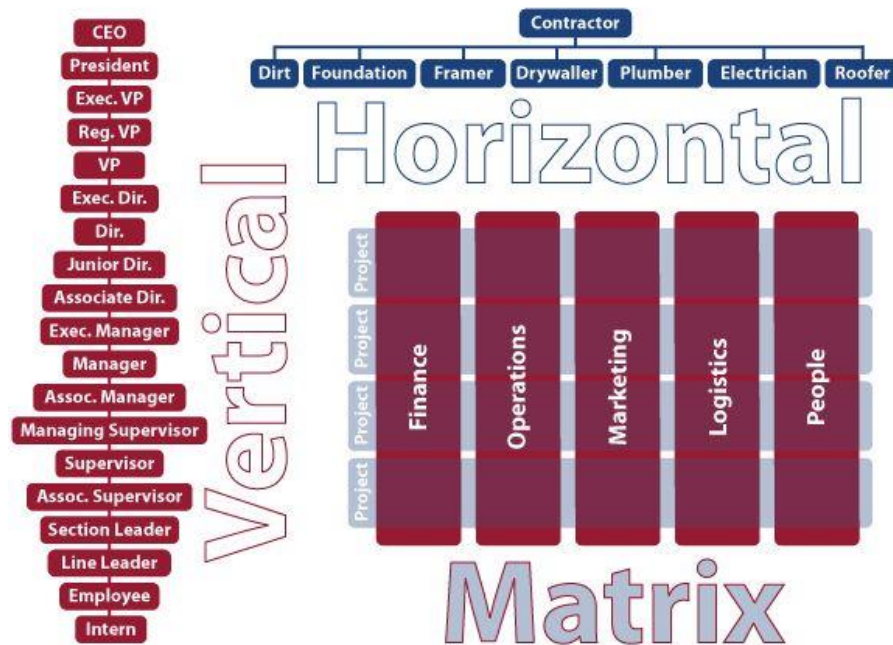 CEO
President
Exec. VP
Reg. VP
VP
Exec. Dir.
Dir.
Junior Dir.
Associate Dir.
Exec. Manager
Manager
Assoc. Manager
Managing Supervisor
Supervisor
Assoc. Supervisor
Section Leader
Line Leader
Employee
Intern
Vertical
Contractor
Dirt Foundation Framer Drywaller Plumber Electrician Roofer
Horizontal
Project
Project
Project
Project
Finance
Operations
Marketing
Logistics
People
Matrix